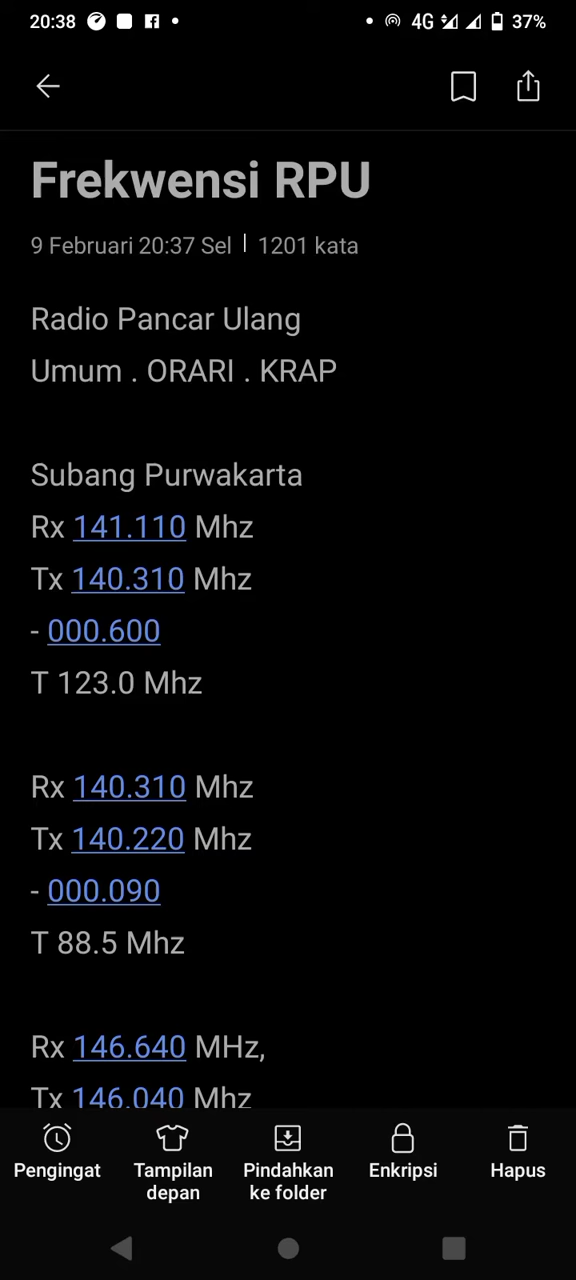 20:38
4G 37%
Frekwensi RPU
9 Februari 20:37 Sel | 1201 kata
Radio Pancar Ulang
Umum . ORARI . KRAP
Subang Purwakarta
Rx 141.110 Mhz
Tx 140.310 Mhz
- 000.600
T 123.0 Mhz
Rx 140.310 Mhz
Tx 140.220 Mhz
- 000.090
T 88.5 Mhz
Rx 146.640 MHz,
Tx 146.040 Mhz
Pengingat
Tampilan depan
Pindahkan ke folder
Enkripsi
Hapus